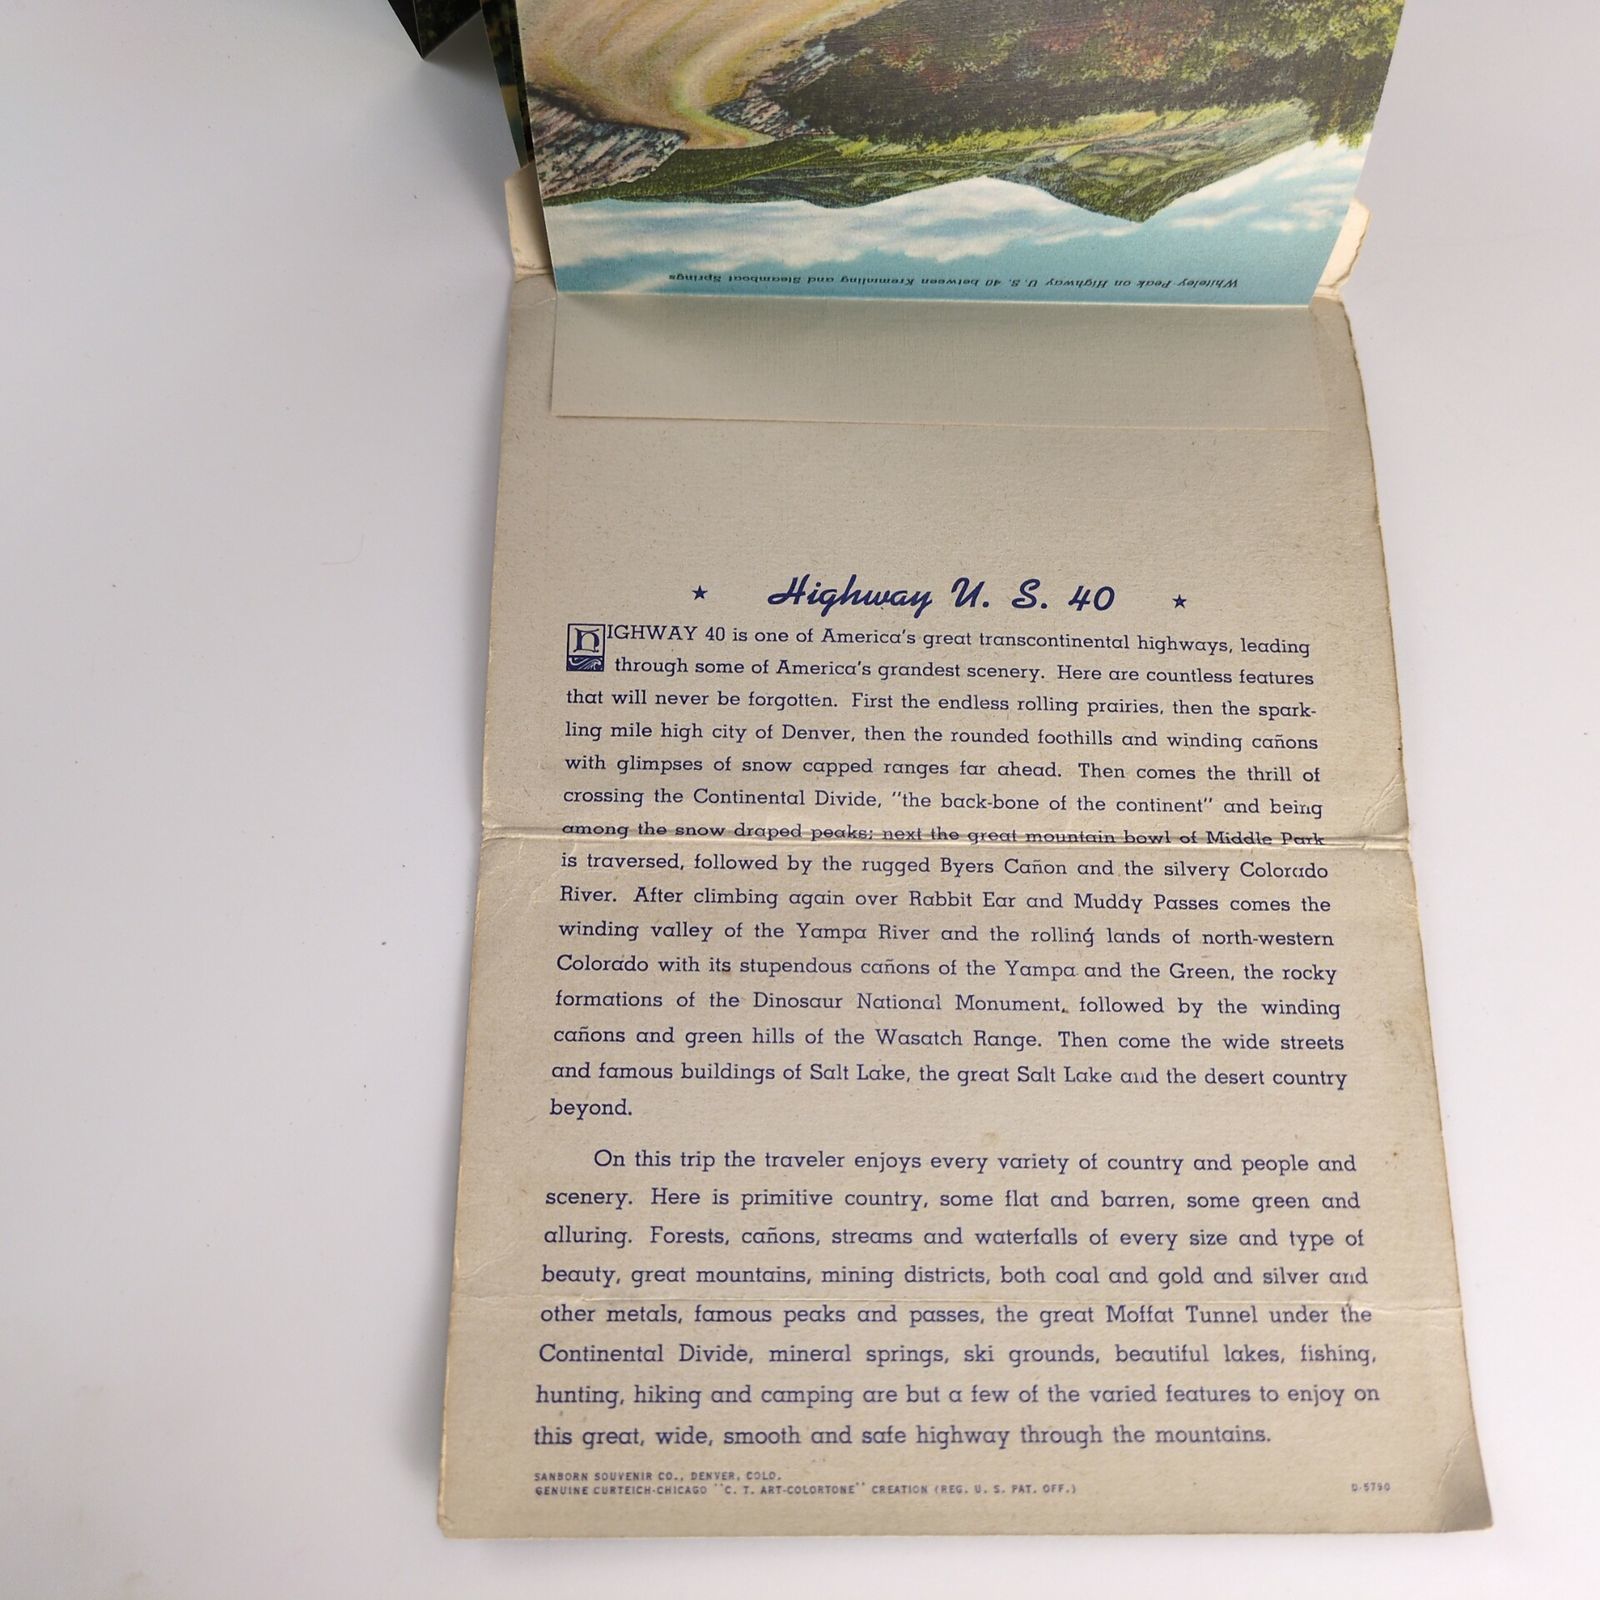 Whiteley Peak on Highway U. S. 40 between Kremmling and Steamboat Springs
★ Highway U. S. 40 ★
HIGHWAY 40 is one of America's great transcontinental highways, leading
through some of America's grandest scenery. Here are countless features
that will never be forgotten. First the endless rolling prairies, then the spark-
ling mile high city of Denver, then the rounded foothills and winding cañons
with glimpses of snow capped ranges far ahead. Then comes the thrill of
crossing the Continental Divide, "the back-bone of the continent" and being
among the snow draped peaks; next the great mountain bowl of Middle Park
is traversed, followed by the rugged Byers Cañon and the silvery Colorado
River. After climbing again over Rabbit Ear and Muddy Passes comes the
winding valley of the Yampa River and the rolling lands of north-western
Colorado with its stupendous cañons of the Yampa and the Green, the rocky
formations of the Dinosaur National Monument, followed by the winding
cañons and green hills of the Wasatch Range. Then come the wide streets
and famous buildings of Salt Lake, the great Salt Lake and the desert country
beyond.
On this trip the traveler enjoys every variety of country and people and
scenery. Here is primitive country, some flat and barren, some green and
alluring. Forests, cañons, streams and waterfalls of every size and type of
beauty, great mountains, mining districts, both coal and gold and silver and
other metals, famous peaks and passes, the great Moffat Tunnel under the
Continental Divide, mineral springs, ski grounds, beautiful lakes, fishing,
hunting, hiking and camping are but a few of the varied features to enjoy on
this great, wide, smooth and safe highway through the mountains.
SANBORN SOUVENIR CO., DENVER, COLO.
GENUINE CURTEICH-CHICAGO "C. T. ART-COLORTONE" CREATION (REG. U. S. PAT. OFF.)
D-5790